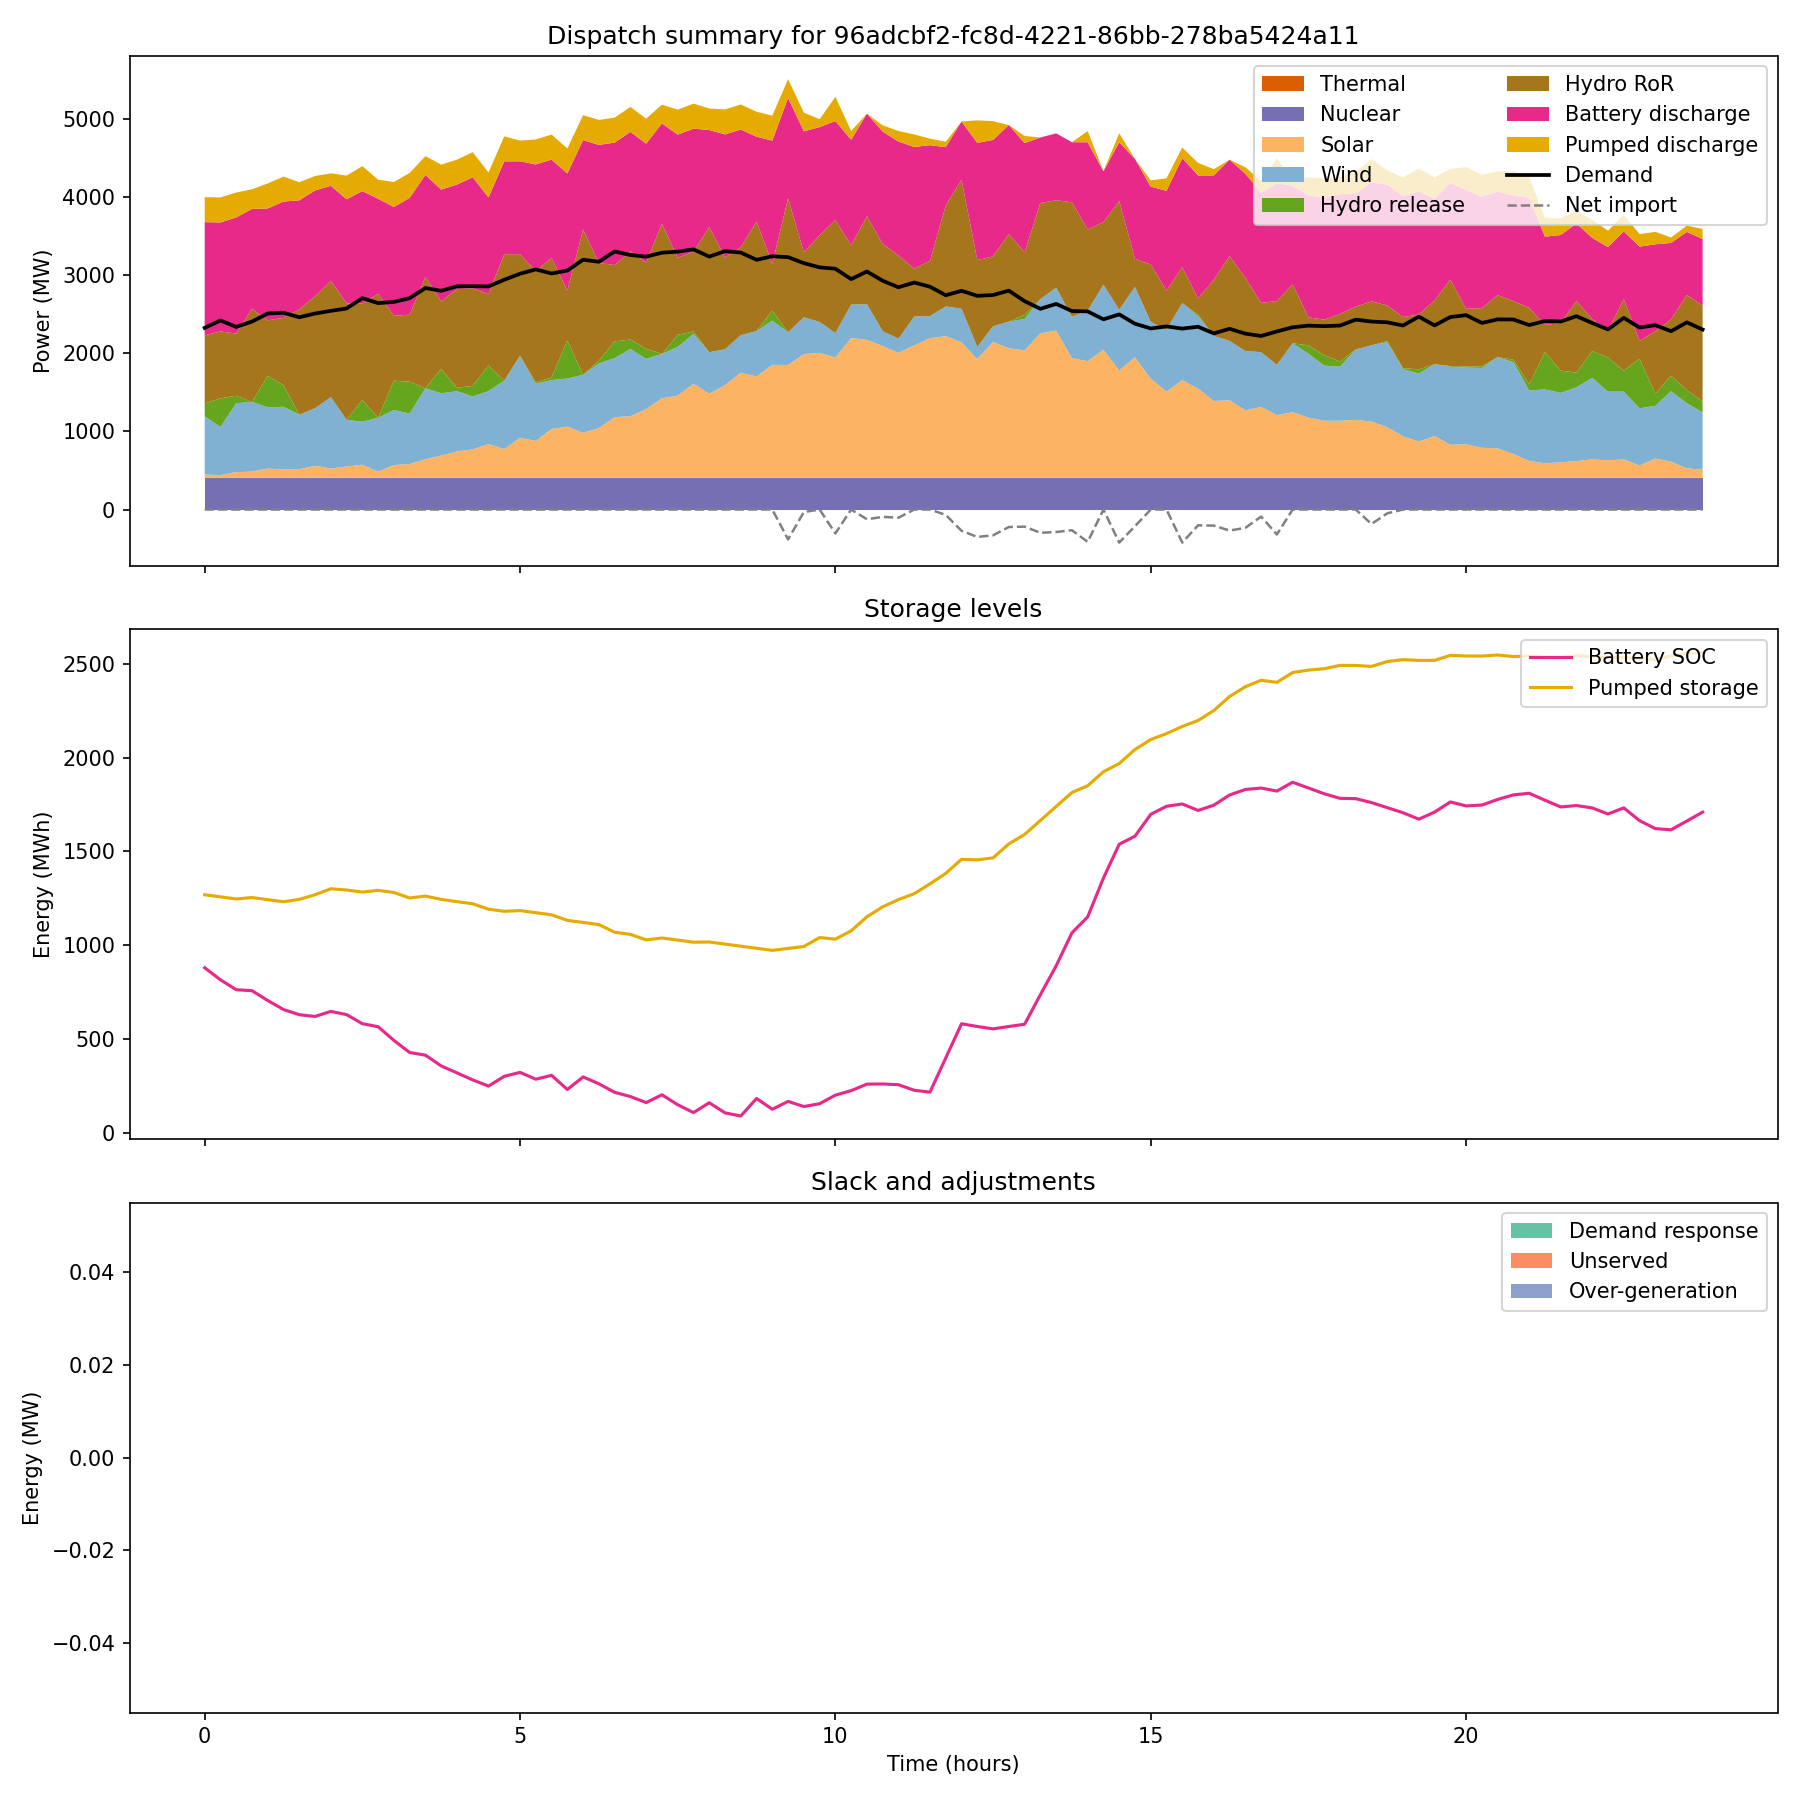 Dispatch summary for 96adcbf2-fc8d-4221-86bb-278ba5424a11
Power (MW)
5000
4000
3000
2000
1000
0
Thermal
Nuclear
Solar
Wind
Hydro release
Hydro RoR
Battery discharge
Pumped discharge
Demand
Net import
Storage levels
Energy (MWh)
2500
2000
1500
1000
500
0
Battery SOC
Pumped storage
Slack and adjustments
Energy (MW)
0.04
0.02
0.00
−0.02
−0.04
Demand response
Unserved
Over-generation
0 5 10 15 20
Time (hours)